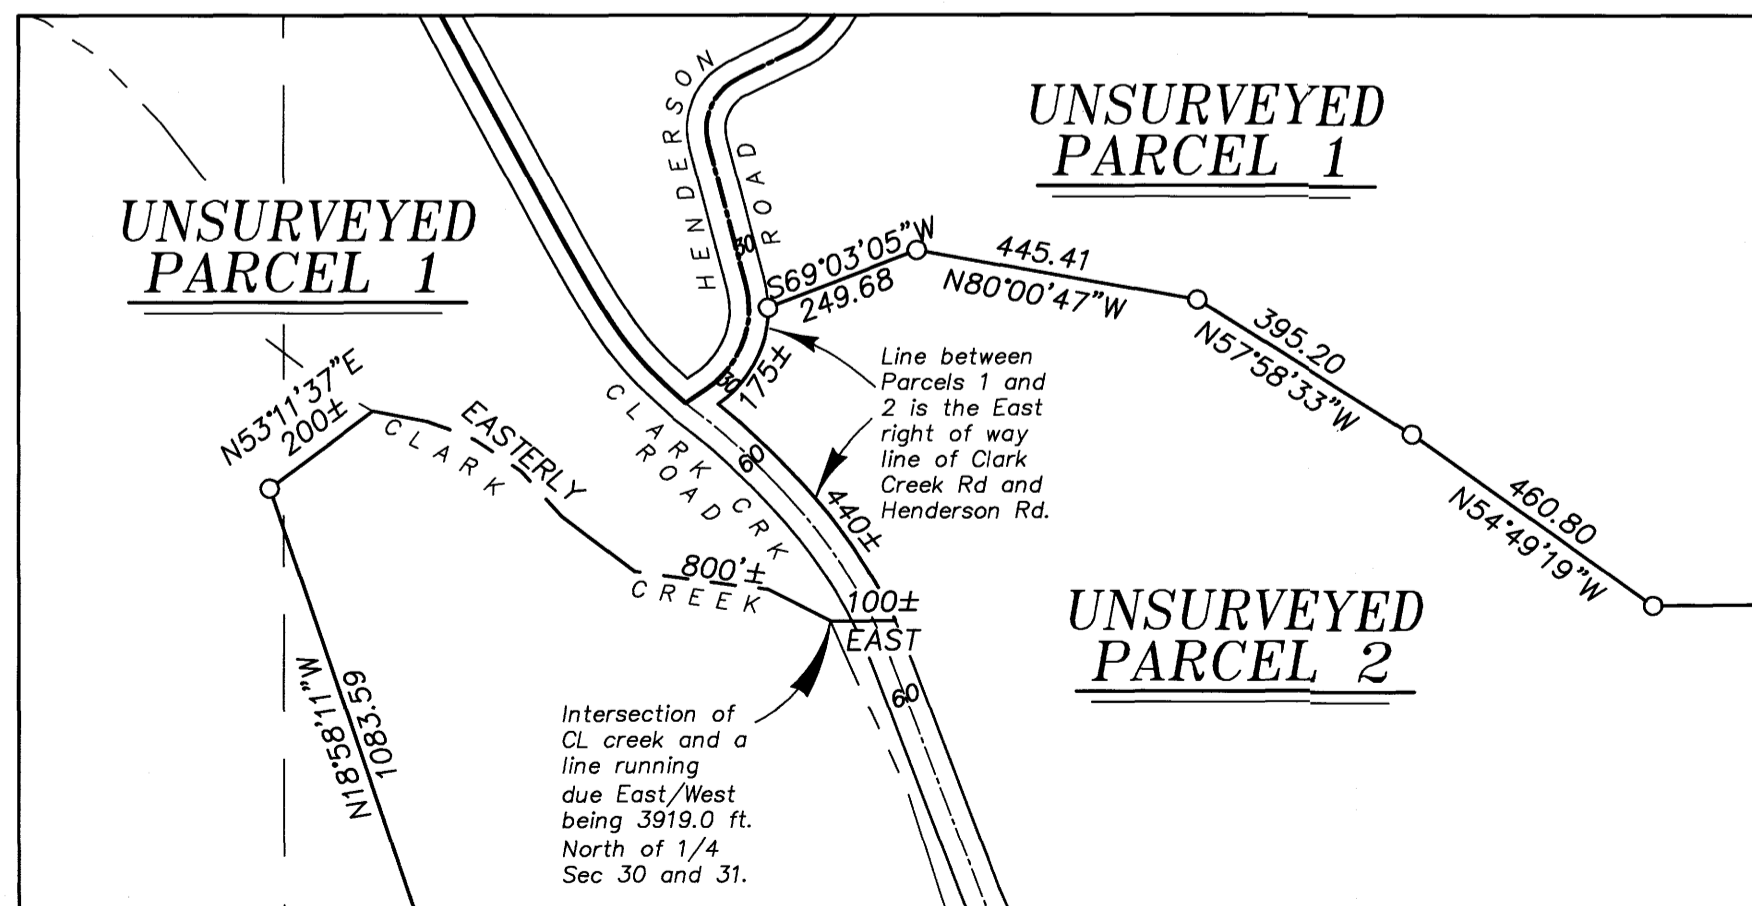 UNSURVEYED
PARCEL 1
UNSURVEYED
PARCEL 1
HENDERSON
ROAD
30
S69°03'05"W
249.68
445.41
N80°00'47"W
395.20
N57°58'33"W
460.80
N54°49'19"W
30
175±
Line between
Parcels 1 and
2 is the East
right of way
line of Clark
Creek Rd and
Henderson Rd.
N53°11'37"E
200±
EASTERLY
CLARK
CLARK CRK
ROAD
60
440±
800'±
CREEK
100±
EAST
60
UNSURVEYED
PARCEL 2
N18°58'11"W
1083.59
Intersection of
CL creek and a
line running
due East/West
being 3919.0 ft.
North of 1/4
Sec 30 and 31.